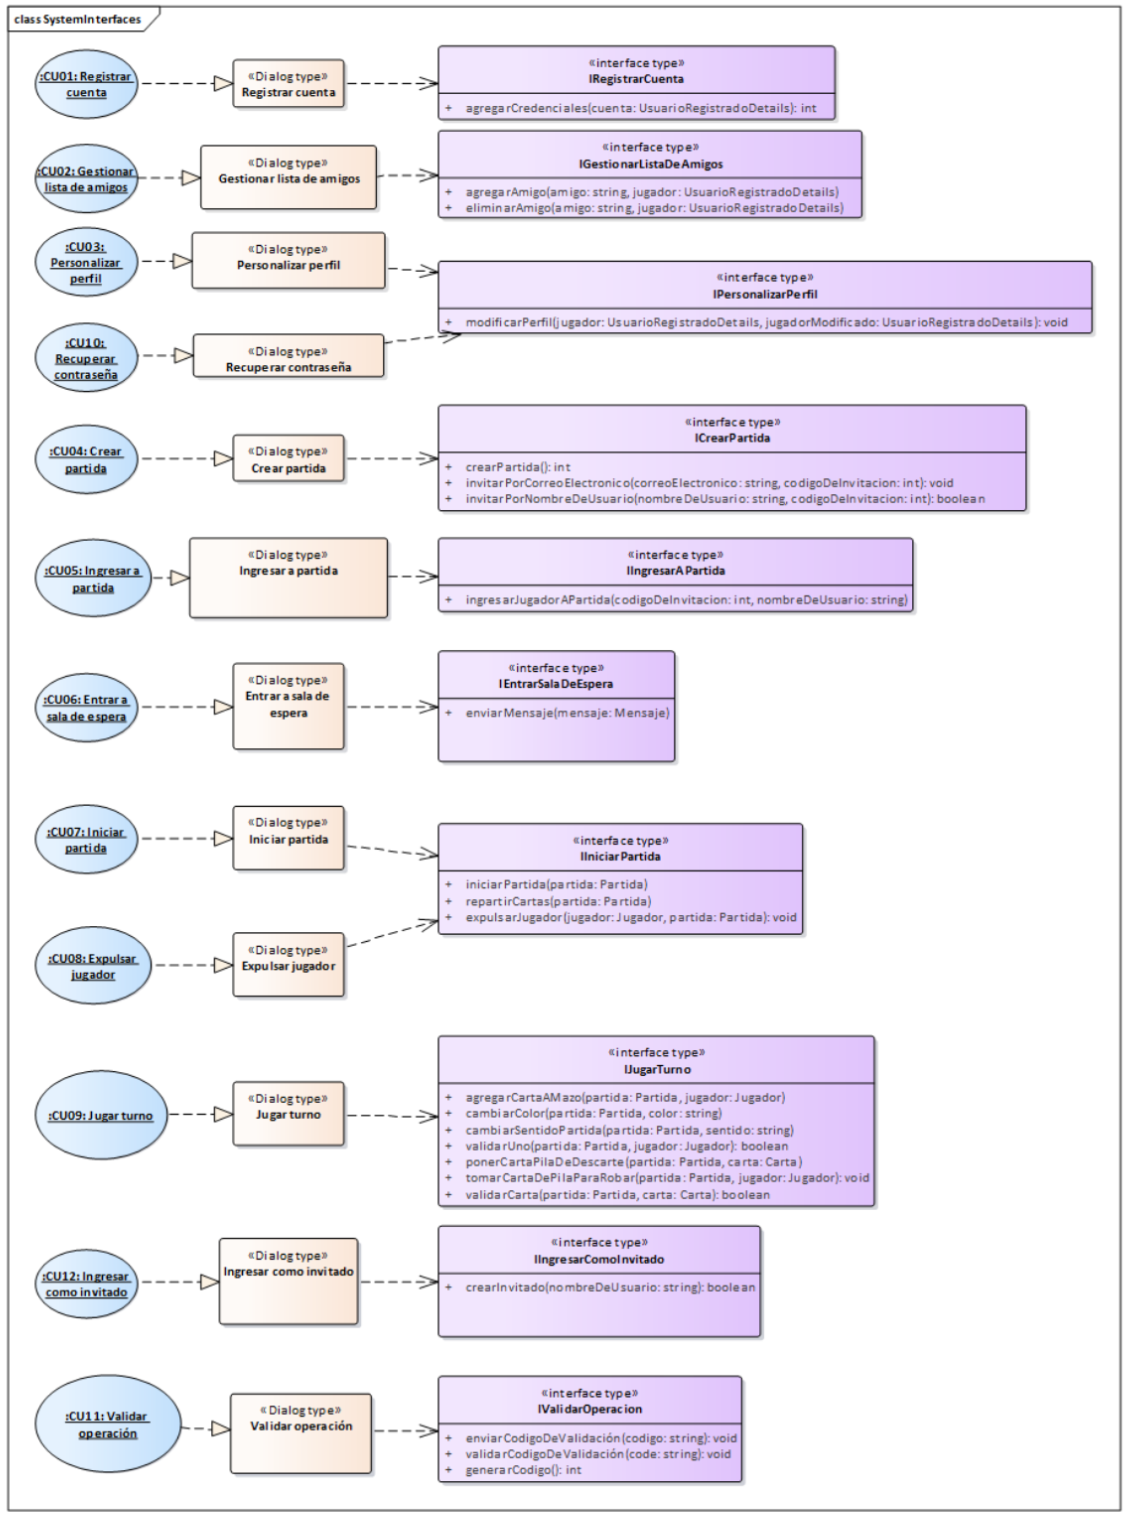 class SystemInterfaces
:CU01: Registrar
cuenta
«Dialog type»
Registrar cuenta
«interface type»
IRegistrarCuenta
+ agregarCredenciales(cuenta: UsuarioRegistradoDetails): int
:CU02: Gestionar
lista de amigos
«Dialog type»
Gestionar lista de amigos
«interface type»
IGestionarListaDeAmigos
+ agregarAmigo(amigo: string, jugador: UsuarioRegistradoDetails)
+ eliminarAmigo(amigo: string, jugador: UsuarioRegistradoDetails)
:CU03:
Personalizar
perfil
«Dialog type»
Personalizar perfil
«interface type»
IPersonalizarPerfil
+ modificarPerfil(jugador: UsuarioRegistradoDetails, jugadorModificado: UsuarioRegistradoDetails): void
:CU10:
Recuperar
contraseña
«Dialog type»
Recuperar contraseña
:CU04: Crear
partida
«Dialog type»
Crear partida
«interface type»
ICrearPartida
+ crearPartida(): int
+ invitarPorCorreoElectronico(correoElectronico: string, codigoDeInvitacion: int): void
+ invitarPorNombreDeUsuario(nombreDeUsuario: string, codigoDeInvitacion: int): boolean
:CU05: Ingresar a
partida
«Dialog type»
Ingresar a partida
«interface type»
IIngresarAPartida
+ ingresarJugadorAPartida(codigoDeInvitacion: int, nombreDeUsuario: string)
:CU06: Entrar a
sala de espera
«Dialog type»
Entrar a sala de
espera
«interface type»
IEntrarSalaDeEspera
+ enviarMensaje(mensaje: Mensaje)
:CU07: Iniciar
partida
«Dialog type»
Iniciar partida
«interface type»
IIniciarPartida
+ iniciarPartida(partida: Partida)
+ repartirCartas(partida: Partida)
+ expulsarJugador(jugador: Jugador, partida: Partida): void
:CU08: Expulsar
jugador
«Dialog type»
Expulsar jugador
:CU09: Jugar turno
«Dialog type»
Jugar turno
«interface type»
IJugarTurno
+ agregarCartaAMazo(partida: Partida, jugador: Jugador)
+ cambiarColor(partida: Partida, color: string)
+ cambiarSentidoPartida(partida: Partida, sentido: string)
+ validarUno(partida: Partida, jugador: Jugador): boolean
+ ponerCartaPilaDeDescarte(partida: Partida, carta: Carta)
+ tomarCartaDePilaParaRobar(partida: Partida, jugador: Jugador): void
+ validarCarta(partida: Partida, carta: Carta): boolean
:CU12: Ingresar
como invitado
«Dialog type»
Ingresar como invitado
«interface type»
IIngresarComoInvitado
+ crearInvitado(nombreDeUsuario: string): boolean
:CU11: Validar
operación
«Dialog type»
Validar operación
«interface type»
IValidarOperacion
+ enviarCodigoDeValidación(codigo: string): void
+ validarCodigoDeValidación(code: string): void
+ generarCodigo(): int